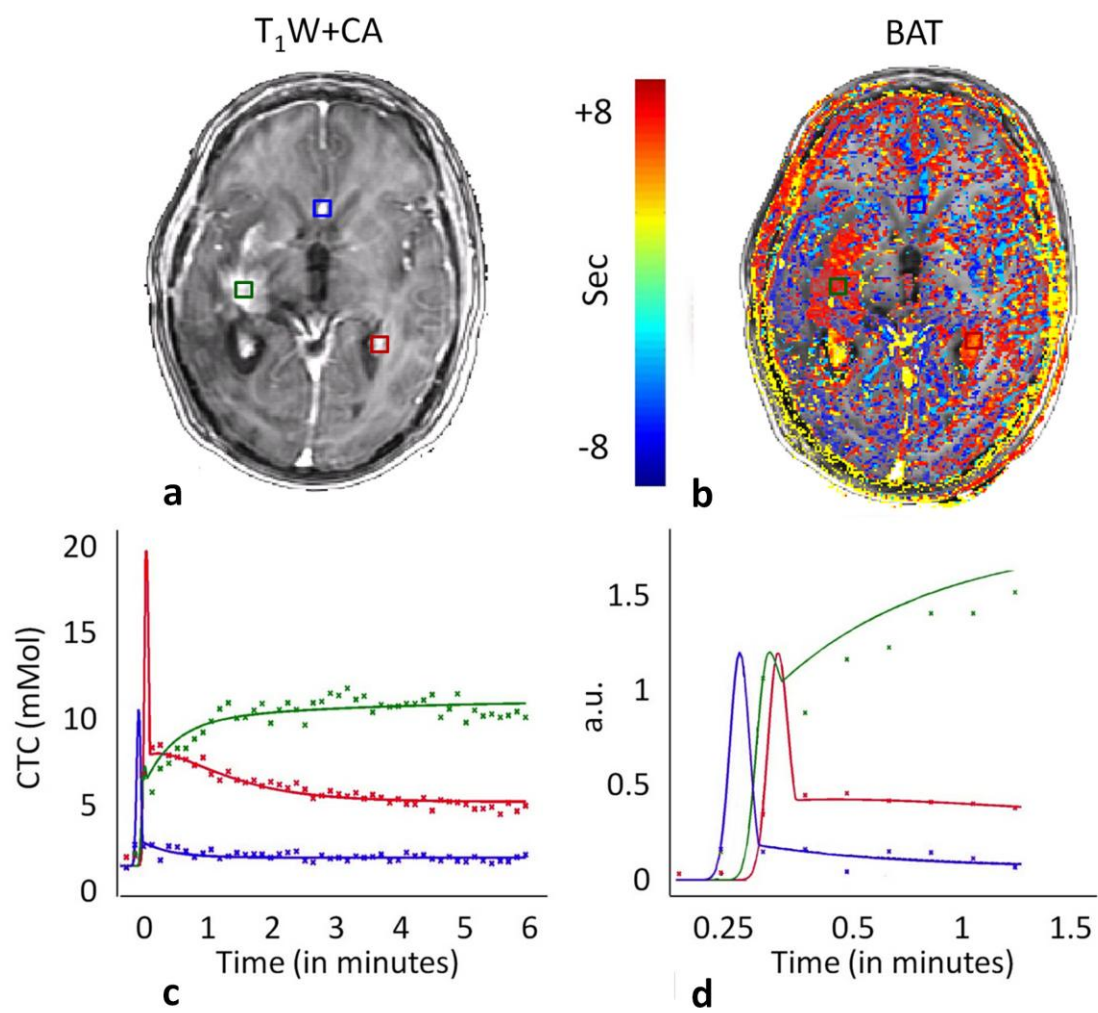 T₁W+CA
BAT
+8
Sec
-8
a
b
20
15
10
5
0
CTC (mMol)
0 1 2 3 4 5 6
Time (in minutes)
c
1.5
1
0.5
0
a.u.
0.25 0.5 1 1.5
Time (in minutes)
d